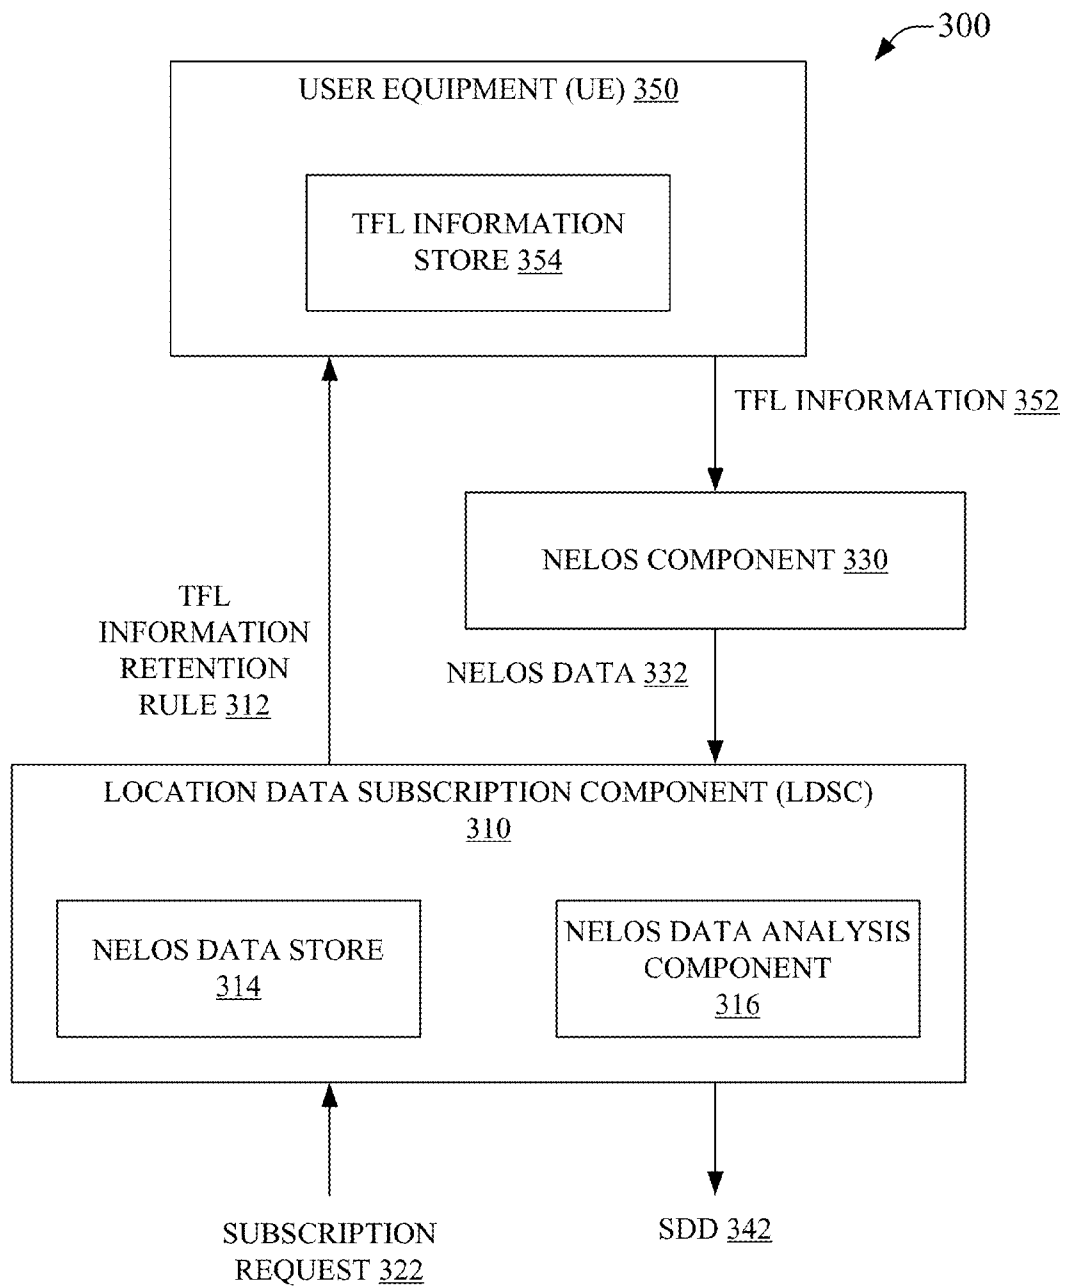 300
USER EQUIPMENT (UE) 350
TFL INFORMATION
STORE 354
TFL INFORMATION 352
NELOS COMPONENT 330
TFL
INFORMATION
RETENTION
RULE 312
NELOS DATA 332
LOCATION DATA SUBSCRIPTION COMPONENT (LDSC)
310
NELOS DATA STORE
314
NELOS DATA ANALYSIS
COMPONENT
316
SUBSCRIPTION
REQUEST 322
SDD 342